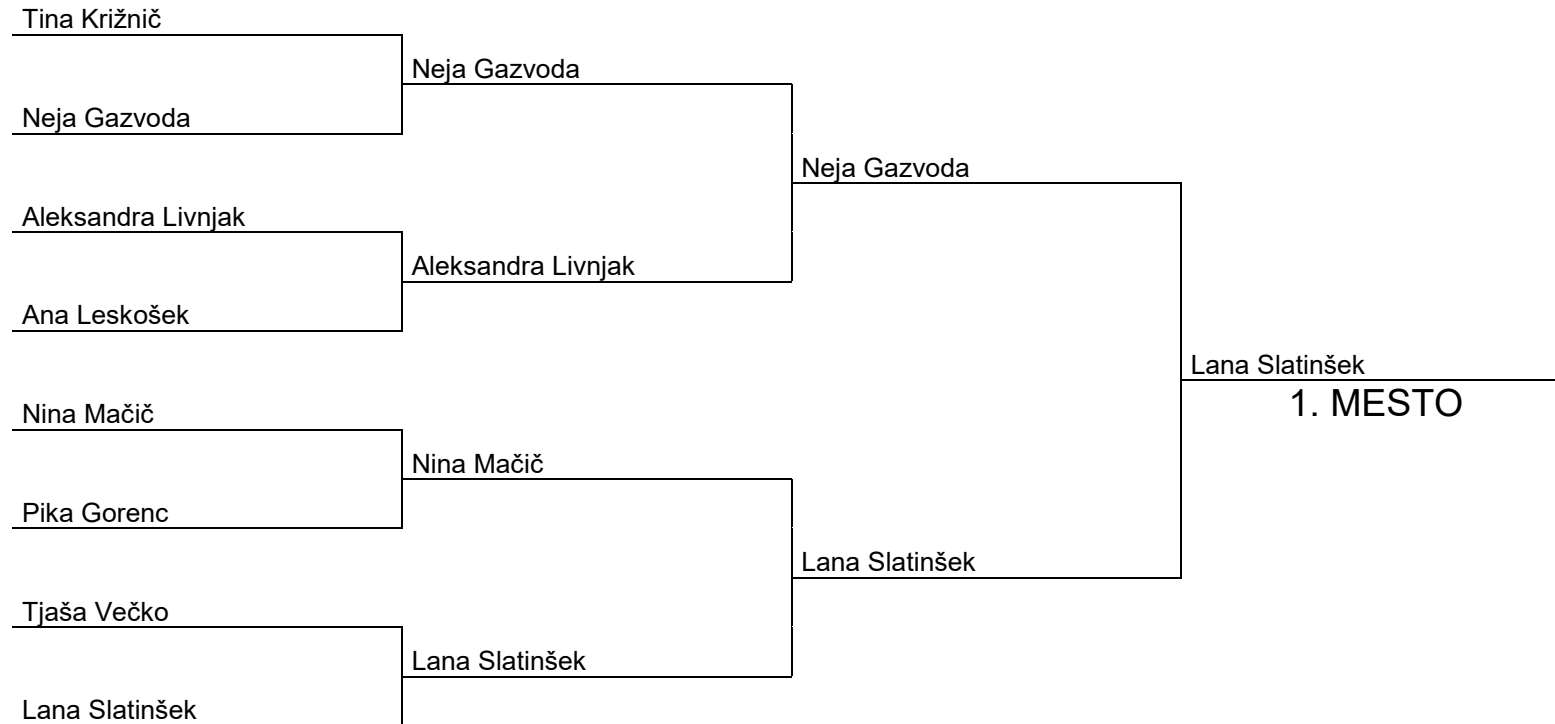 Tina Križnič
Neja Gazvoda
Neja Gazvoda
Neja Gazvoda
Aleksandra Livnjak
Aleksandra Livnjak
Ana Leskošek
Lana Slatinšek
1. MESTO
Nina Mačič
Nina Mačič
Pika Gorenc
Lana Slatinšek
Tjaša Večko
Lana Slatinšek
Lana Slatinšek